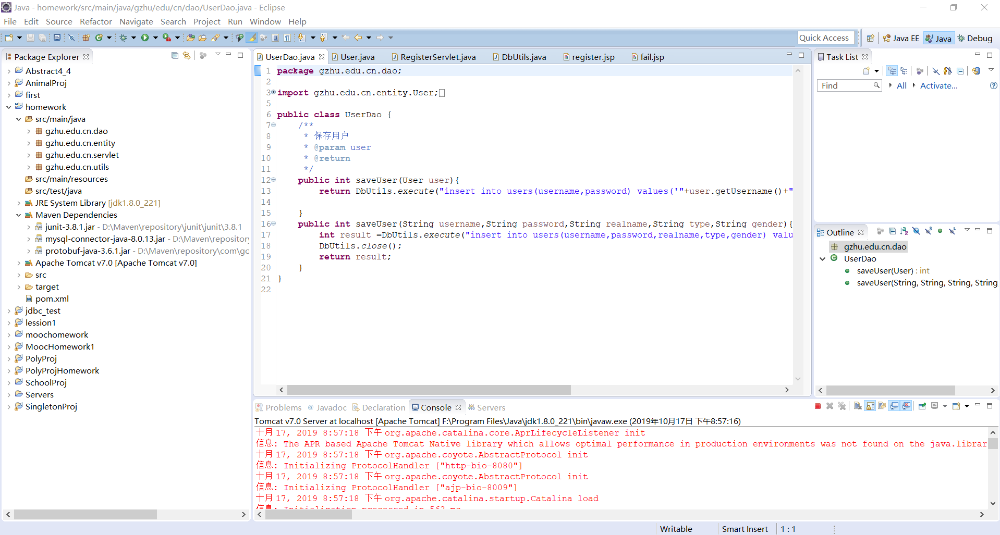 Java - homework/src/main/java/gzhu/edu/cn/dao/UserDao.java - Eclipse
File Edit Source Refactor Navigate Search Project Run Window Help
Quick Access
Java EE
Java
Debug
Package Explorer
Abstract4_4
AnimalProj
first
homework
src/main/java
gzhu.edu.cn.dao
gzhu.edu.cn.entity
gzhu.edu.cn.servlet
gzhu.edu.cn.utils
src/main/resources
src/test/java
JRE System Library [jdk1.8.0_221]
Maven Dependencies
junit-3.8.1.jar - D:\Maven\repository\junit\junit\3.8.1
mysql-connector-java-8.0.13.jar - D:\Maven\repository
protobuf-java-3.6.1.jar - D:\Maven\repository\com\go
Apache Tomcat v7.0 [Apache Tomcat v7.0]
src
target
pom.xml
jdbc_test
lession1
moochomework
MoocHomework1
PolyProj
PolyProjHomework
SchoolProj
Servers
SingletonProj
UserDao.java User.java RegisterServlet.java DbUtils.java register.jsp fail.jsp
1 package gzhu.edu.cn.dao;
2
3 import gzhu.edu.cn.entity.User;
5
6 public class UserDao {
7 /**
8 * 保存用户
9 * @param user
10 * @return
11 */
12 public int saveUser(User user){
13 return DbUtils.execute("insert into users(username,password) values('"+user.getUsername()+"
14
15 }
16 public int saveUser(String username,String password,String realname,String type,String gender){
17 int result =DbUtils.execute("insert into users(username,password,realname,type,gender) valu
18 DbUtils.close();
19 return result;
20 }
21 }
22
Task List
Find
All
Activate...
Outline
gzhu.edu.cn.dao
UserDao
saveUser(User) : int
saveUser(String, String, String, String
Problems Javadoc Declaration Console Servers
Tomcat v7.0 Server at localhost [Apache Tomcat] F:\Program Files\Java\jdk1.8.0_221\bin\javaw.exe (2019年10月17日 下午8:57:16)
十月 17, 2019 8:57:18 下午 org.apache.catalina.core.AprLifecycleListener init
信息: The APR based Apache Tomcat Native library which allows optimal performance in production environments was not found on the java.librar
十月 17, 2019 8:57:18 下午 org.apache.coyote.AbstractProtocol init
信息: Initializing ProtocolHandler ["http-bio-8080"]
十月 17, 2019 8:57:18 下午 org.apache.coyote.AbstractProtocol init
信息: Initializing ProtocolHandler ["ajp-bio-8009"]
十月 17, 2019 8:57:18 下午 org.apache.catalina.startup.Catalina load
信息: Initialization processed in 562 ms
Writable
Smart Insert
1 : 1